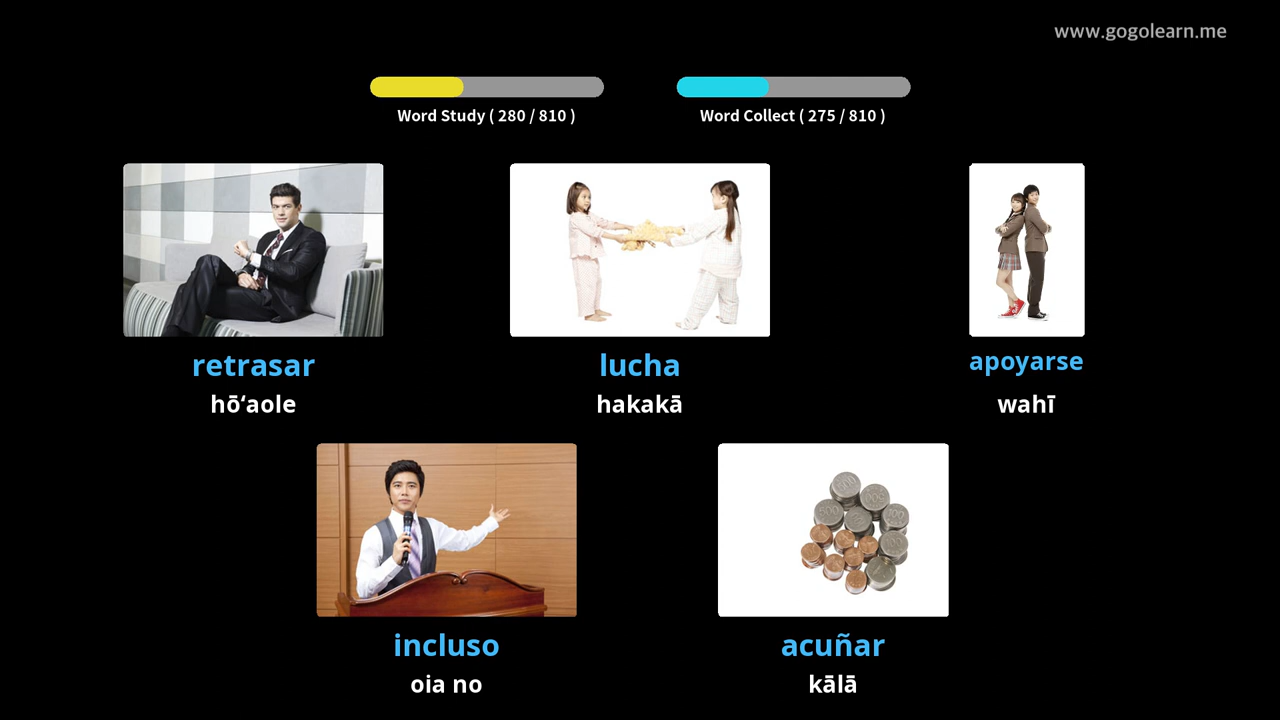 www.gogolearn.me
Word Study ( 280 / 810 )
Word Collect ( 275 / 810 )
retrasar
hōʻaole
lucha
hakakā
apoyarse
wahī
incluso
oia no
acuñar
kālā